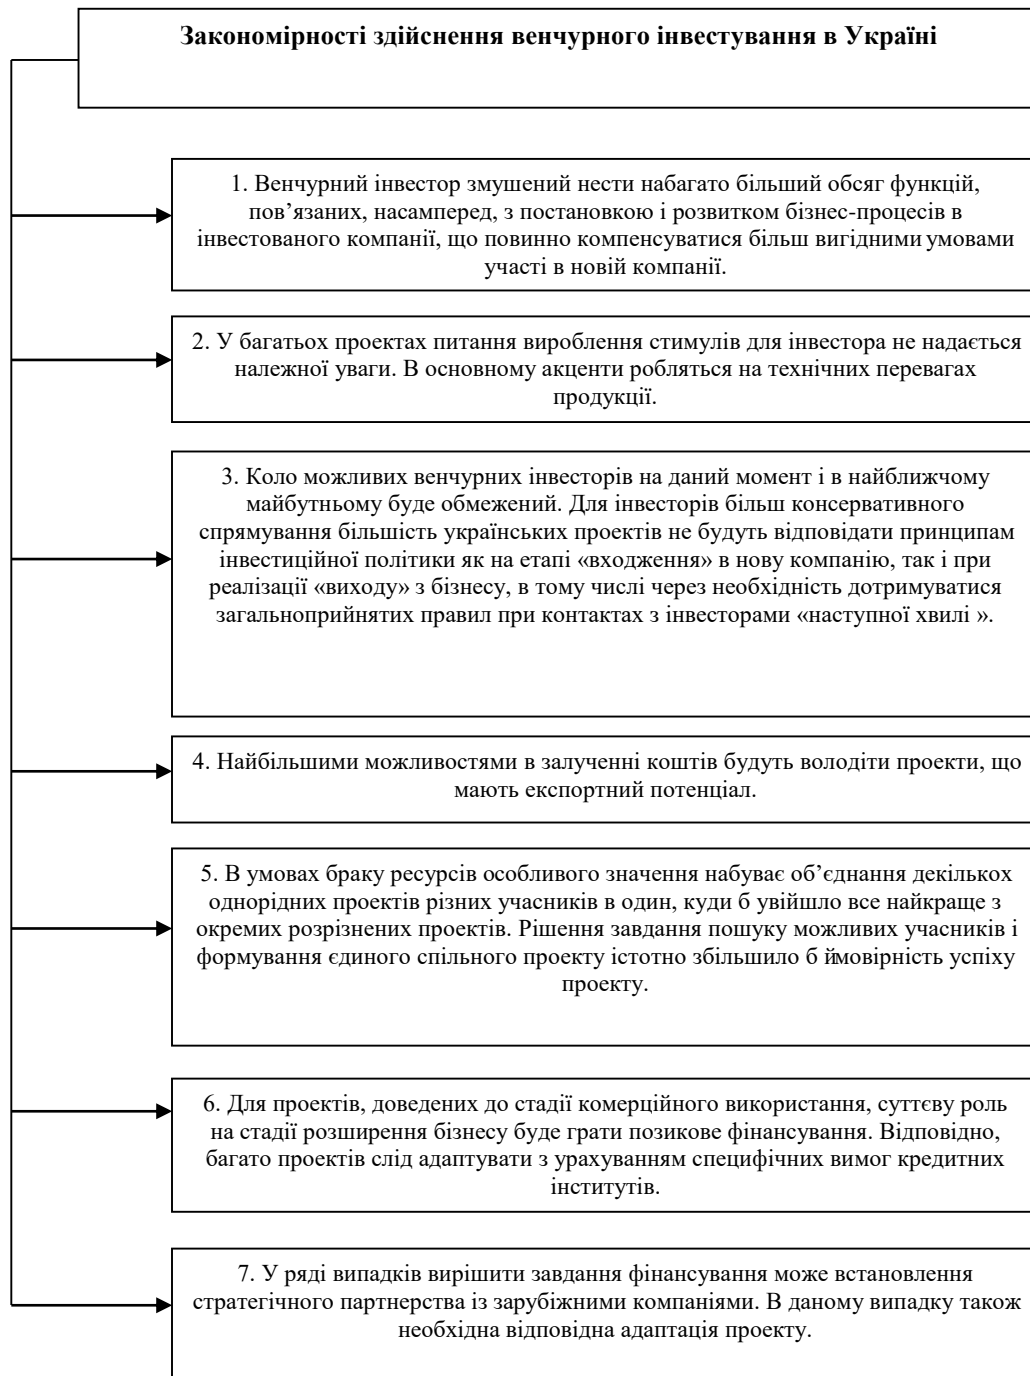 Закономірності здійснення венчурного інвестування в Україні
1. Венчурний інвестор змушений нести набагато більший обсяг функцій,
пов’язаних, насамперед, з постановкою і розвитком бізнес-процесів в
інвестованого компанії, що повинно компенсуватися більш вигідними умовами
участі в новій компанії.
2. У багатьох проектах питання вироблення стимулів для інвестора не надається
належної уваги. В основному акценти робляться на технічних перевагах
продукції.
3. Коло можливих венчурних інвесторів на даний момент і в найближчому
майбутньому буде обмежений. Для інвесторів більш консервативного
спрямування більшість українських проектів не будуть відповідати принципам
інвестиційної політики як на етапі «входження» в нову компанію, так і при
реалізації «виходу» з бізнесу, в тому числі через необхідність дотримуватися
загальноприйнятих правил при контактах з інвесторами «наступної хвилі ».
4. Найбільшими можливостями в залученні коштів будуть володіти проекти, що
мають експортний потенціал.
5. В умовах браку ресурсів особливого значення набуває об’єднання декількох
однорідних проектів різних учасників в один, куди б увійшло все найкраще з
окремих розрізнених проектів. Рішення завдання пошуку можливих учасників і
формування єдиного спільного проекту істотно збільшило б ймовірність успіху
проекту.
6. Для проектів, доведених до стадії комерційного використання, суттєву роль
на стадії розширення бізнесу буде грати позикове фінансування. Відповідно,
багато проектів слід адаптувати з урахуванням специфічних вимог кредитних
інститутів.
7. У ряді випадків вирішити завдання фінансування може встановлення
стратегічного партнерства із зарубіжними компаніями. В даному випадку також
необхідна відповідна адаптація проекту.